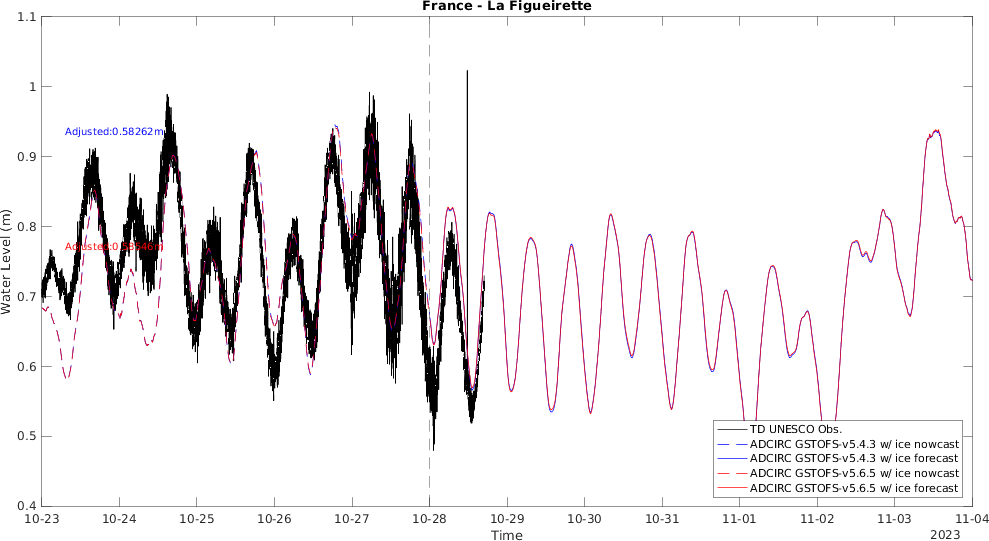 France - La Figueirette
1.1
1
0.9
0.8
0.7
0.6
0.5
0.4
Water Level (m)
Adjusted:0.58262m
10-23
10-24
10-25
10-26
10-27
10-28
10-29
10-30
10-31
11-01
11-02
11-03
11-04
Time
2023
TD UNESCO Obs.
ADCIRC GSTOFS-v5.4.3 w/ ice nowcast
ADCIRC GSTOFS-v5.4.3 w/ ice forecast
ADCIRC GSTOFS-v5.6.5 w/ ice nowcast
ADCIRC GSTOFS-v5.6.5 w/ ice forecast